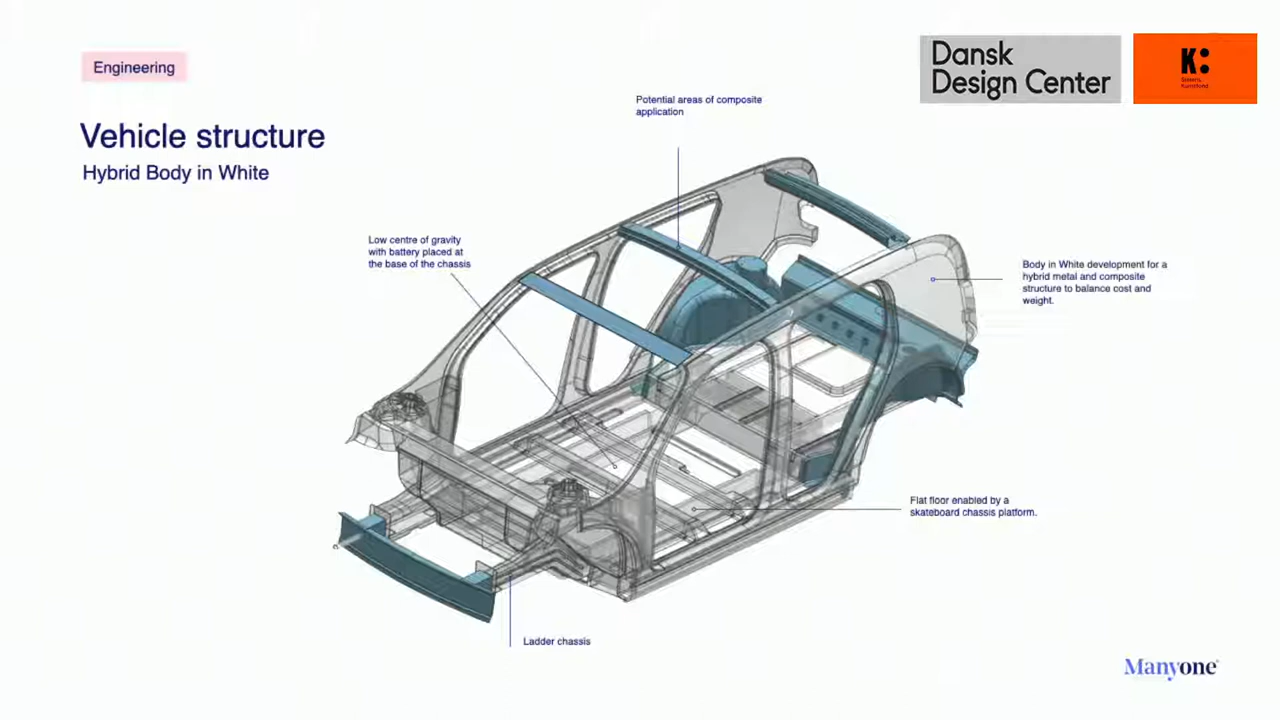 Engineering
Dansk
Design Center
K:
Statens
Kunstfond
Vehicle structure
Hybrid Body in White
Potential areas of composite
application
Low centre of gravity
with battery placed at
the base of the chassis
Body in White development for a
hybrid metal and composite
structure to balance cost and
weight.
Flat floor enabled by a
skateboard chassis platform.
Ladder chassis
Manyone